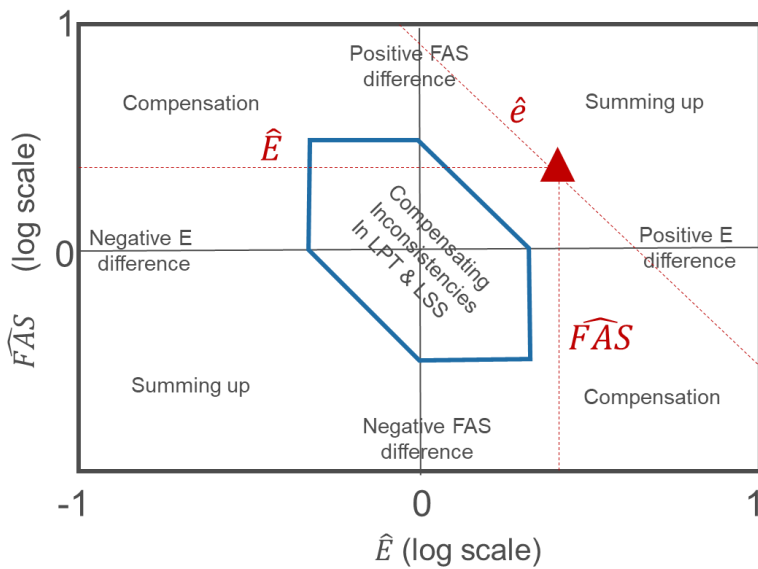 1
Positive FAS
difference
Compensation
Summing up
ê
Ê
Compensating
Inconsistencies
In LPT & LSS
0
Negative E
difference
Positive E
difference
F͡AS (log scale)
F͡AS
Summing up
Compensation
Negative FAS
difference
-1
0
1
Ê (log scale)